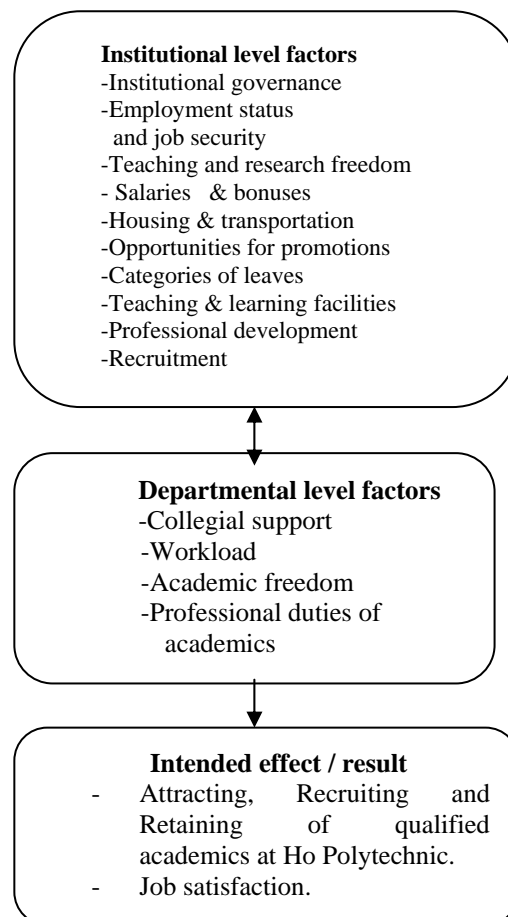 Institutional level factors
-Institutional governance
-Employment status
and job security
-Teaching and research freedom
- Salaries & bonuses
-Housing & transportation
-Opportunities for promotions
-Categories of leaves
-Teaching & learning facilities
-Professional development
-Recruitment
Departmental level factors
-Collegial support
-Workload
-Academic freedom
-Professional duties of
academics
Intended effect / result
- Attracting, Recruiting and
Retaining of qualified
academics at Ho Polytechnic.
- Job satisfaction.